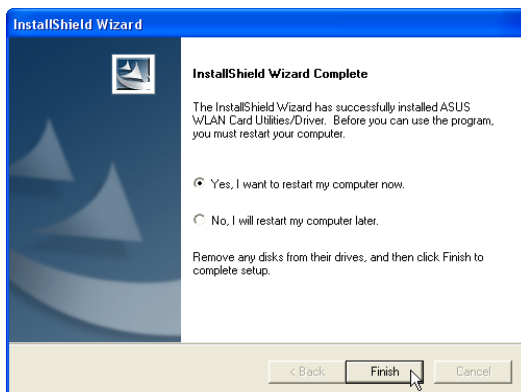 InstallShield Wizard
InstallShield Wizard Complete
The InstallShield Wizard has successfully installed ASUS
WLAN Card Utilities/Driver. Before you can use the program,
you must restart your computer.
Yes, I want to restart my computer now.
No, I will restart my computer later.
Remove any disks from their drives, and then click Finish to
complete setup.
< Back
Finish
Cancel